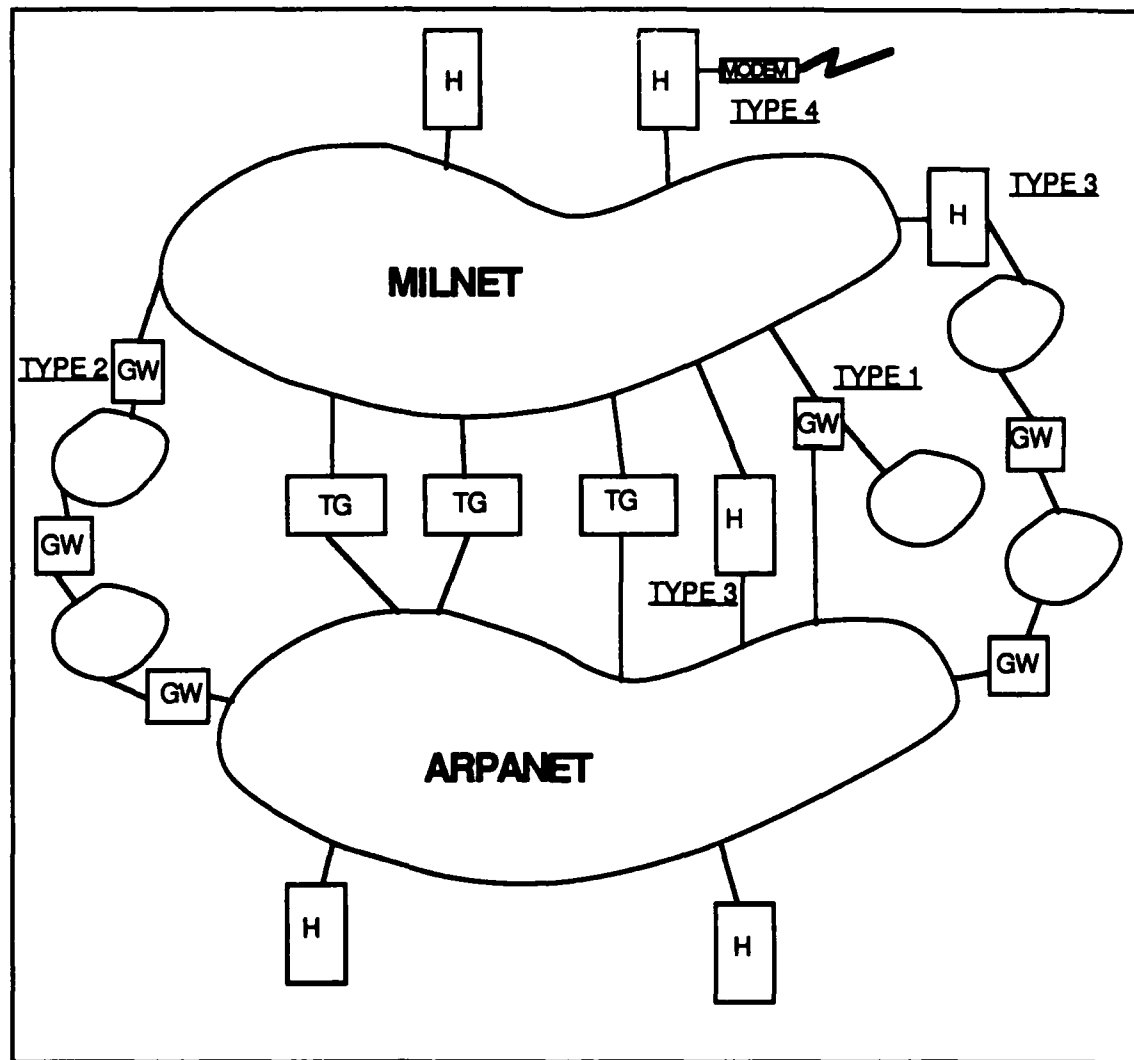 H
H
MODEM
TYPE 4
H
TYPE 3
MILNET
TYPE 2
GW
TYPE 1
GW
GW
TG
TG
TG
H
GW
TYPE 3
GW
GW
ARPANET
H
H